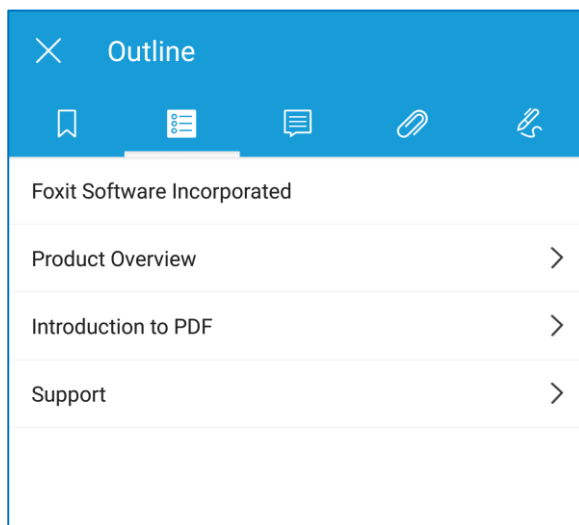 Outline
Foxit Software Incorporated
Product Overview
Introduction to PDF
Support